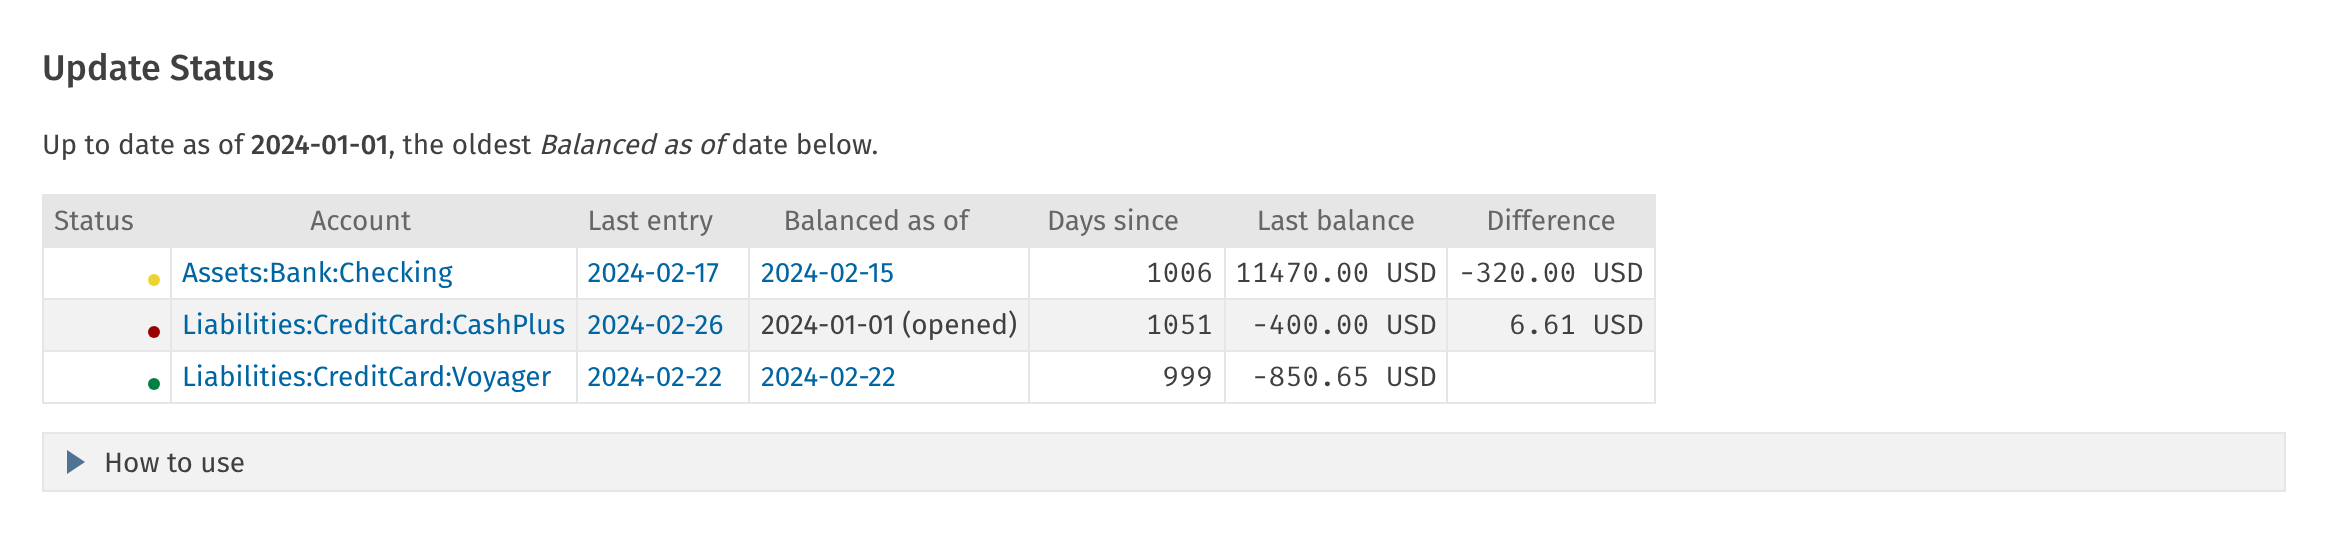 Update Status
Up to date as of 2024-01-01, the oldest Balanced as of date below.
Status Account Last entry Balanced as of Days since Last balance Difference
Assets:Bank:Checking 2024-02-17 2024-02-15 1006 11470.00 USD -320.00 USD
Liabilities:CreditCard:CashPlus 2024-02-26 2024-01-01 (opened) 1051 -400.00 USD 6.61 USD
Liabilities:CreditCard:Voyager 2024-02-22 2024-02-22 999 -850.65 USD
How to use